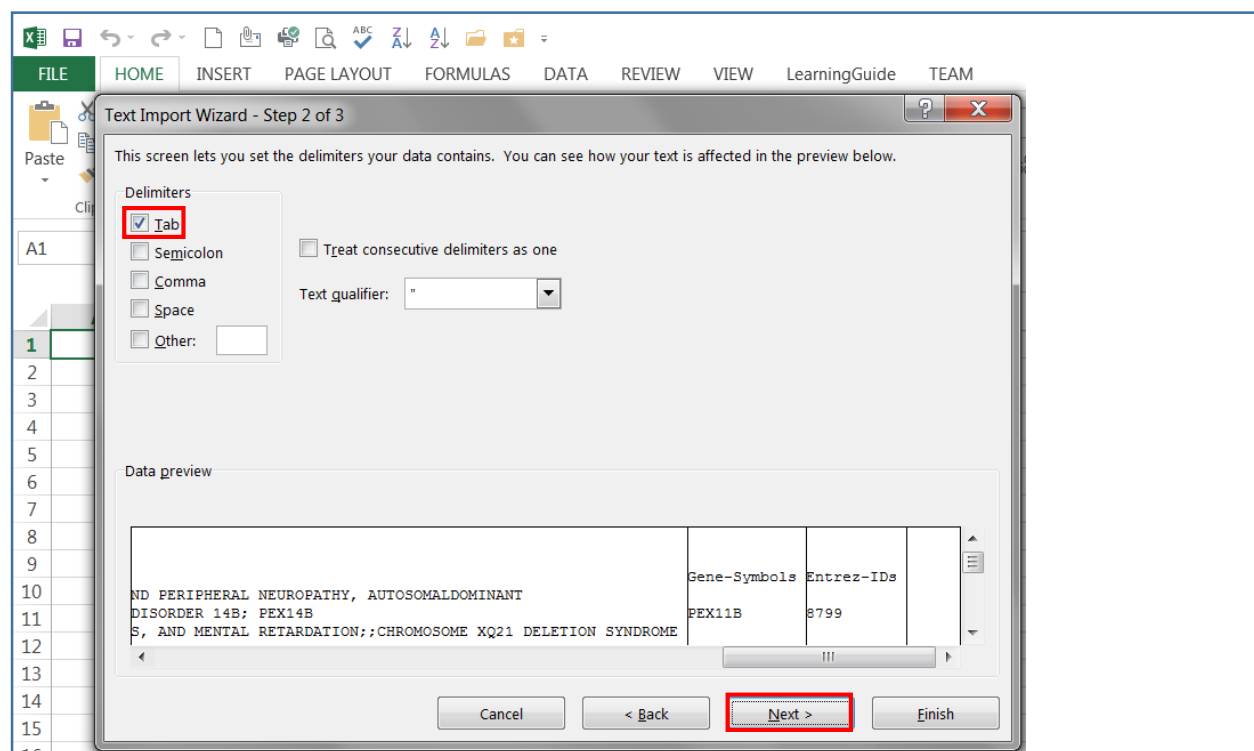 ABC
FILE HOME INSERT PAGE LAYOUT FORMULAS DATA REVIEW VIEW LearningGuide TEAM
Text Import Wizard - Step 2 of 3
Paste
This screen lets you set the delimiters your data contains. You can see how your text is affected in the preview below.
Delimiters
Tab
Semicolon
Treat consecutive delimiters as one
Comma
Text qualifier: "
Space
Other:
A1
1
2
3
4
5
6
7
8
9
10
11
12
13
14
15
Data preview
Gene-Symbols Entrez-IDs
ND PERIPHERAL NEUROPATHY, AUTOSOMALDOMINANT
DISORDER 14B; PEX14B PEX11B 8799
S, AND MENTAL RETARDATION;;CHROMOSOME XQ21 DELETION SYNDROME
Cancel < Back Next > Finish